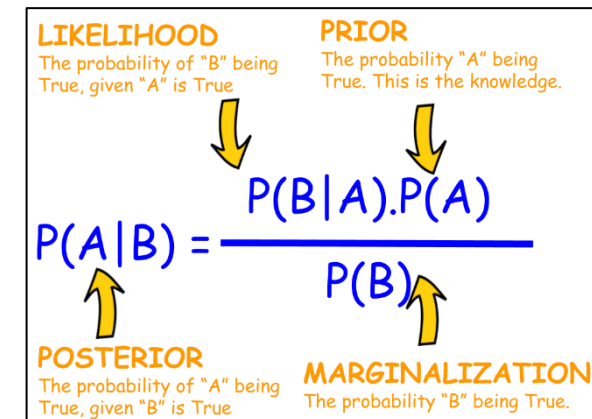 LIKELIHOOD
The probability of "B" being
True, given "A" is True
PRIOR
The probability "A" being
True. This is the knowledge.
P(B|A).P(A)
P(A|B) =
P(B)
POSTERIOR
The probability of "A" being
True, given "B" is True
MARGINALIZATION
The probability "B" being True.